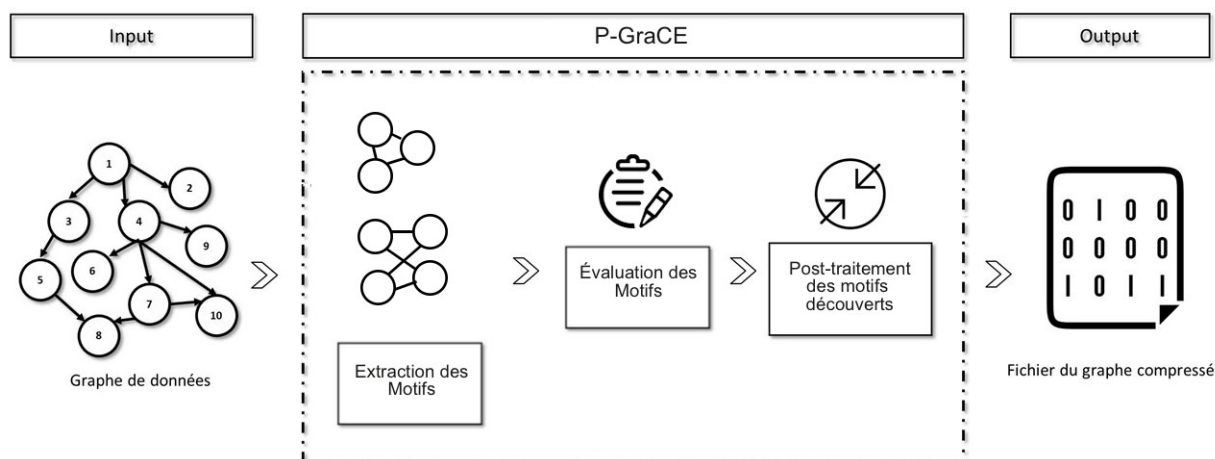 Input
P-GraCE
Output
1
2
3
4
9
6
5
7
10
8
Graphe de données
Extraction des
Motifs
Évaluation des
Motifs
Post-traitement
des motifs
découverts
0 1 0 0
0 0 0 0
1 0 1 1
Fichier du graphe compressé